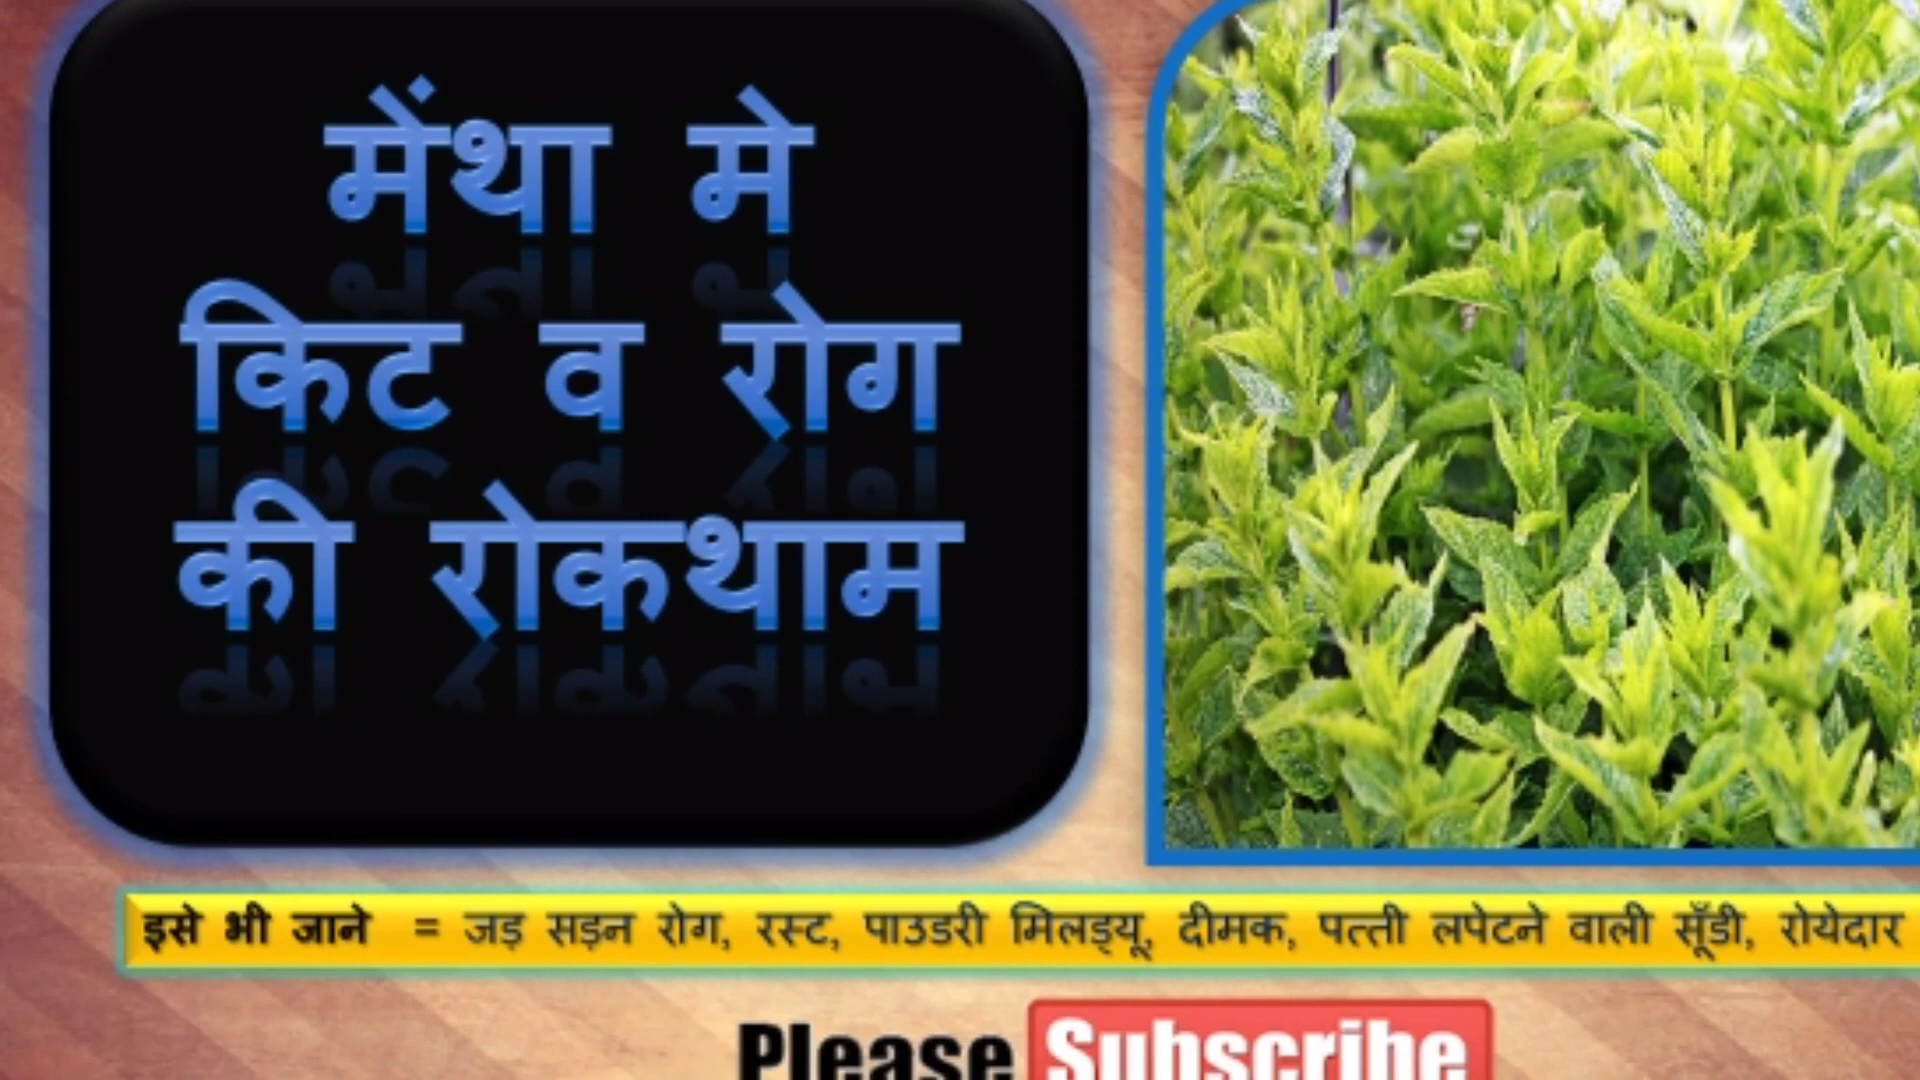 मेंथा मे
किट व रोग
की रोकथाम
इसे भी जाने = जड़ सड़न रोग, रस्ट, पाउडरी मिलड्यू, दीमक, पत्ती लपेटने वाली सूँडी, रोयेदार
Please Subscribe